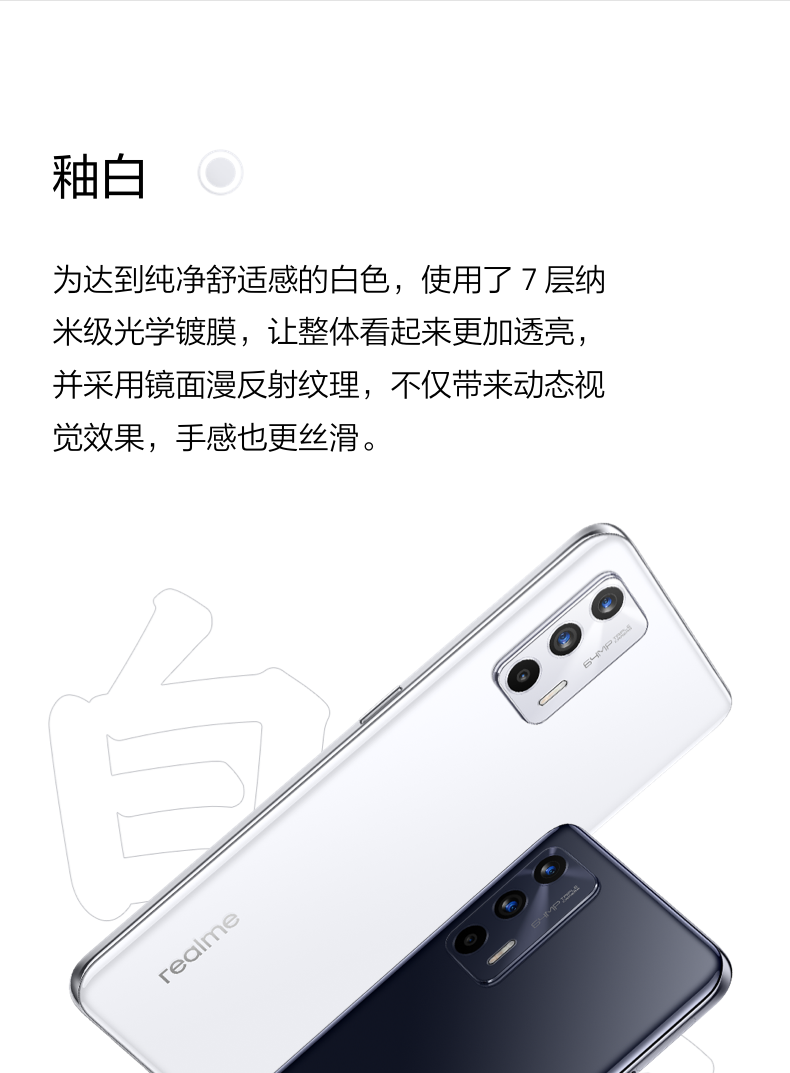 釉白
为达到纯净舒适感的白色，使用了 7 层纳
米级光学镀膜，让整体看起来更加透亮，
并采用镜面漫反射纹理，不仅带来动态视
觉效果，手感也更丝滑。
白
64MP
realme
64MP